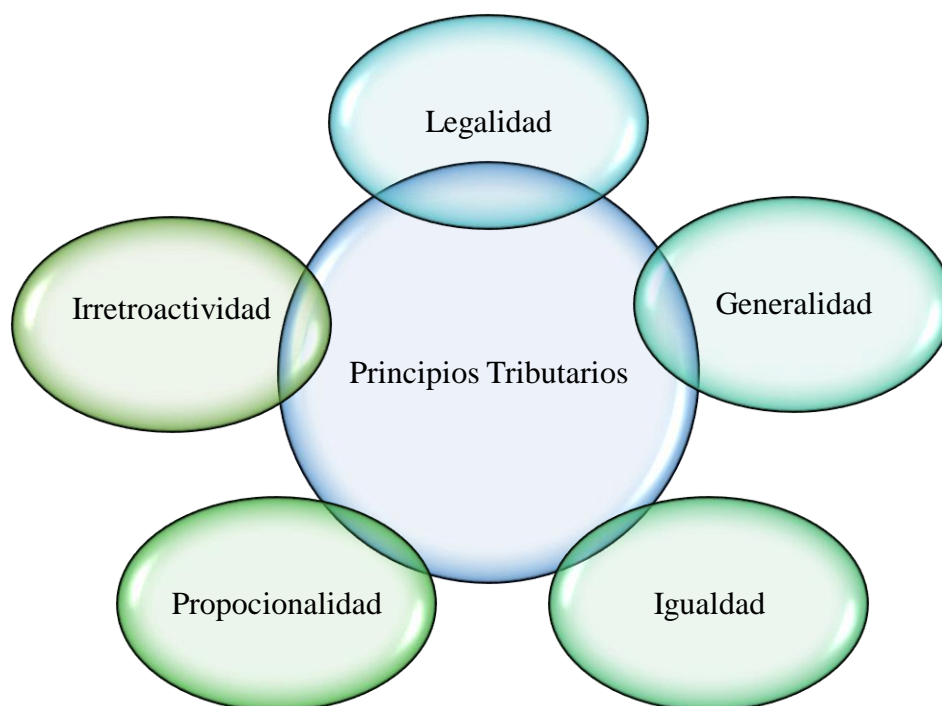 Legalidad
Generalidad
Irretroactividad
Principios Tributarios
Propocionalidad
Igualdad